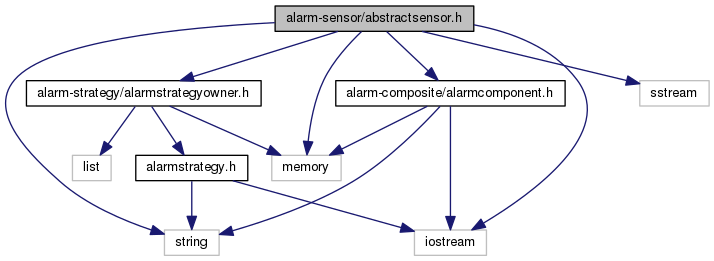 alarm-sensor/abstractsensor.h
alarm-strategy/alarmstrategyowner.h
alarm-composite/alarmcomponent.h
sstream
list
alarmstrategy.h
memory
string
iostream